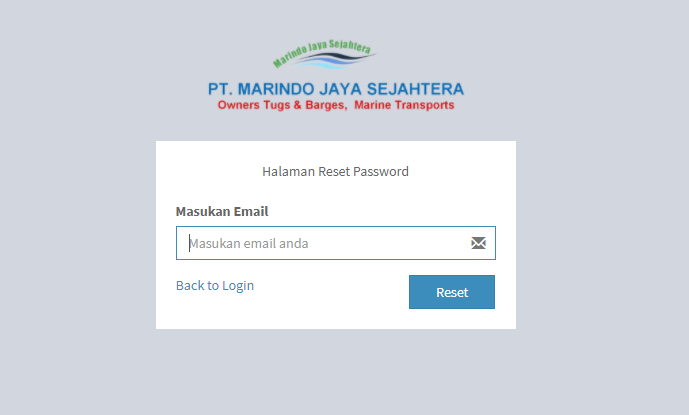 Marindo Jaya Sejahtera
PT. MARINDO JAYA SEJAHTERA
Owners Tugs & Barges, Marine Transports
Halaman Reset Password
Masukan Email
Masukan email anda
Back to Login
Reset